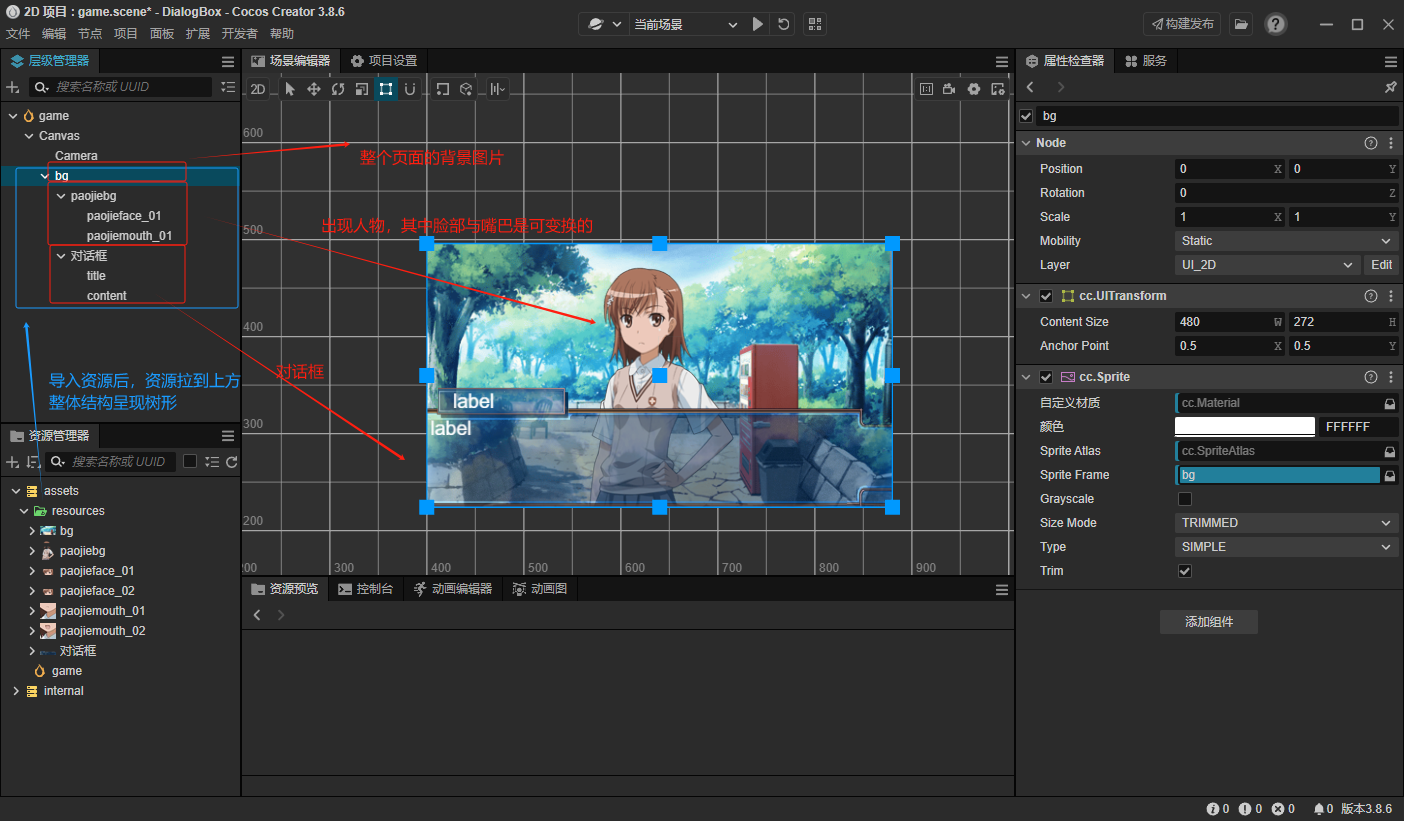 2D 项目 : game.scene* - DialogBox - Cocos Creator 3.8.6
当前场景
构建发布
文件 编辑 节点 项目 面板 扩展 开发者 帮助
层级管理器
搜索名称或 UUID
game
Canvas
Camera
bg
paojiebg
paojieface_01
paojiemouth_01
对话框
title
content
导入资源后，资源拉到上方
整体结构呈现树形
资源管理器
搜索名称或 UUID
assets
resources
bg
paojiebg
paojieface_01
paojieface_02
paojiemouth_01
paojiemouth_02
对话框
game
internal
场景编辑器 项目设置
2D
600
整个页面的背景图片
出现人物，其中脸部与嘴巴是可变换的
500
400
对话框
label
300
label
200
200 300 400 500 600 700 800 900
资源预览 控制台 动画编辑器 动画图
属性检查器 服务
bg
Node
Position 0 X 0 Y
Rotation 0 Z
Scale 1 X 1 Y
Mobility Static
Layer UI_2D Edit
cc.UITransform
Content Size 480 W 272 H
Anchor Point 0.5 X 0.5 Y
cc.Sprite
自定义材质 cc.Material
颜色 FFFFFF
Sprite Atlas cc.SpriteAtlas
Sprite Frame bg
Grayscale
Size Mode TRIMMED
Type SIMPLE
Trim
添加组件
0 0 0 0 版本3.8.6